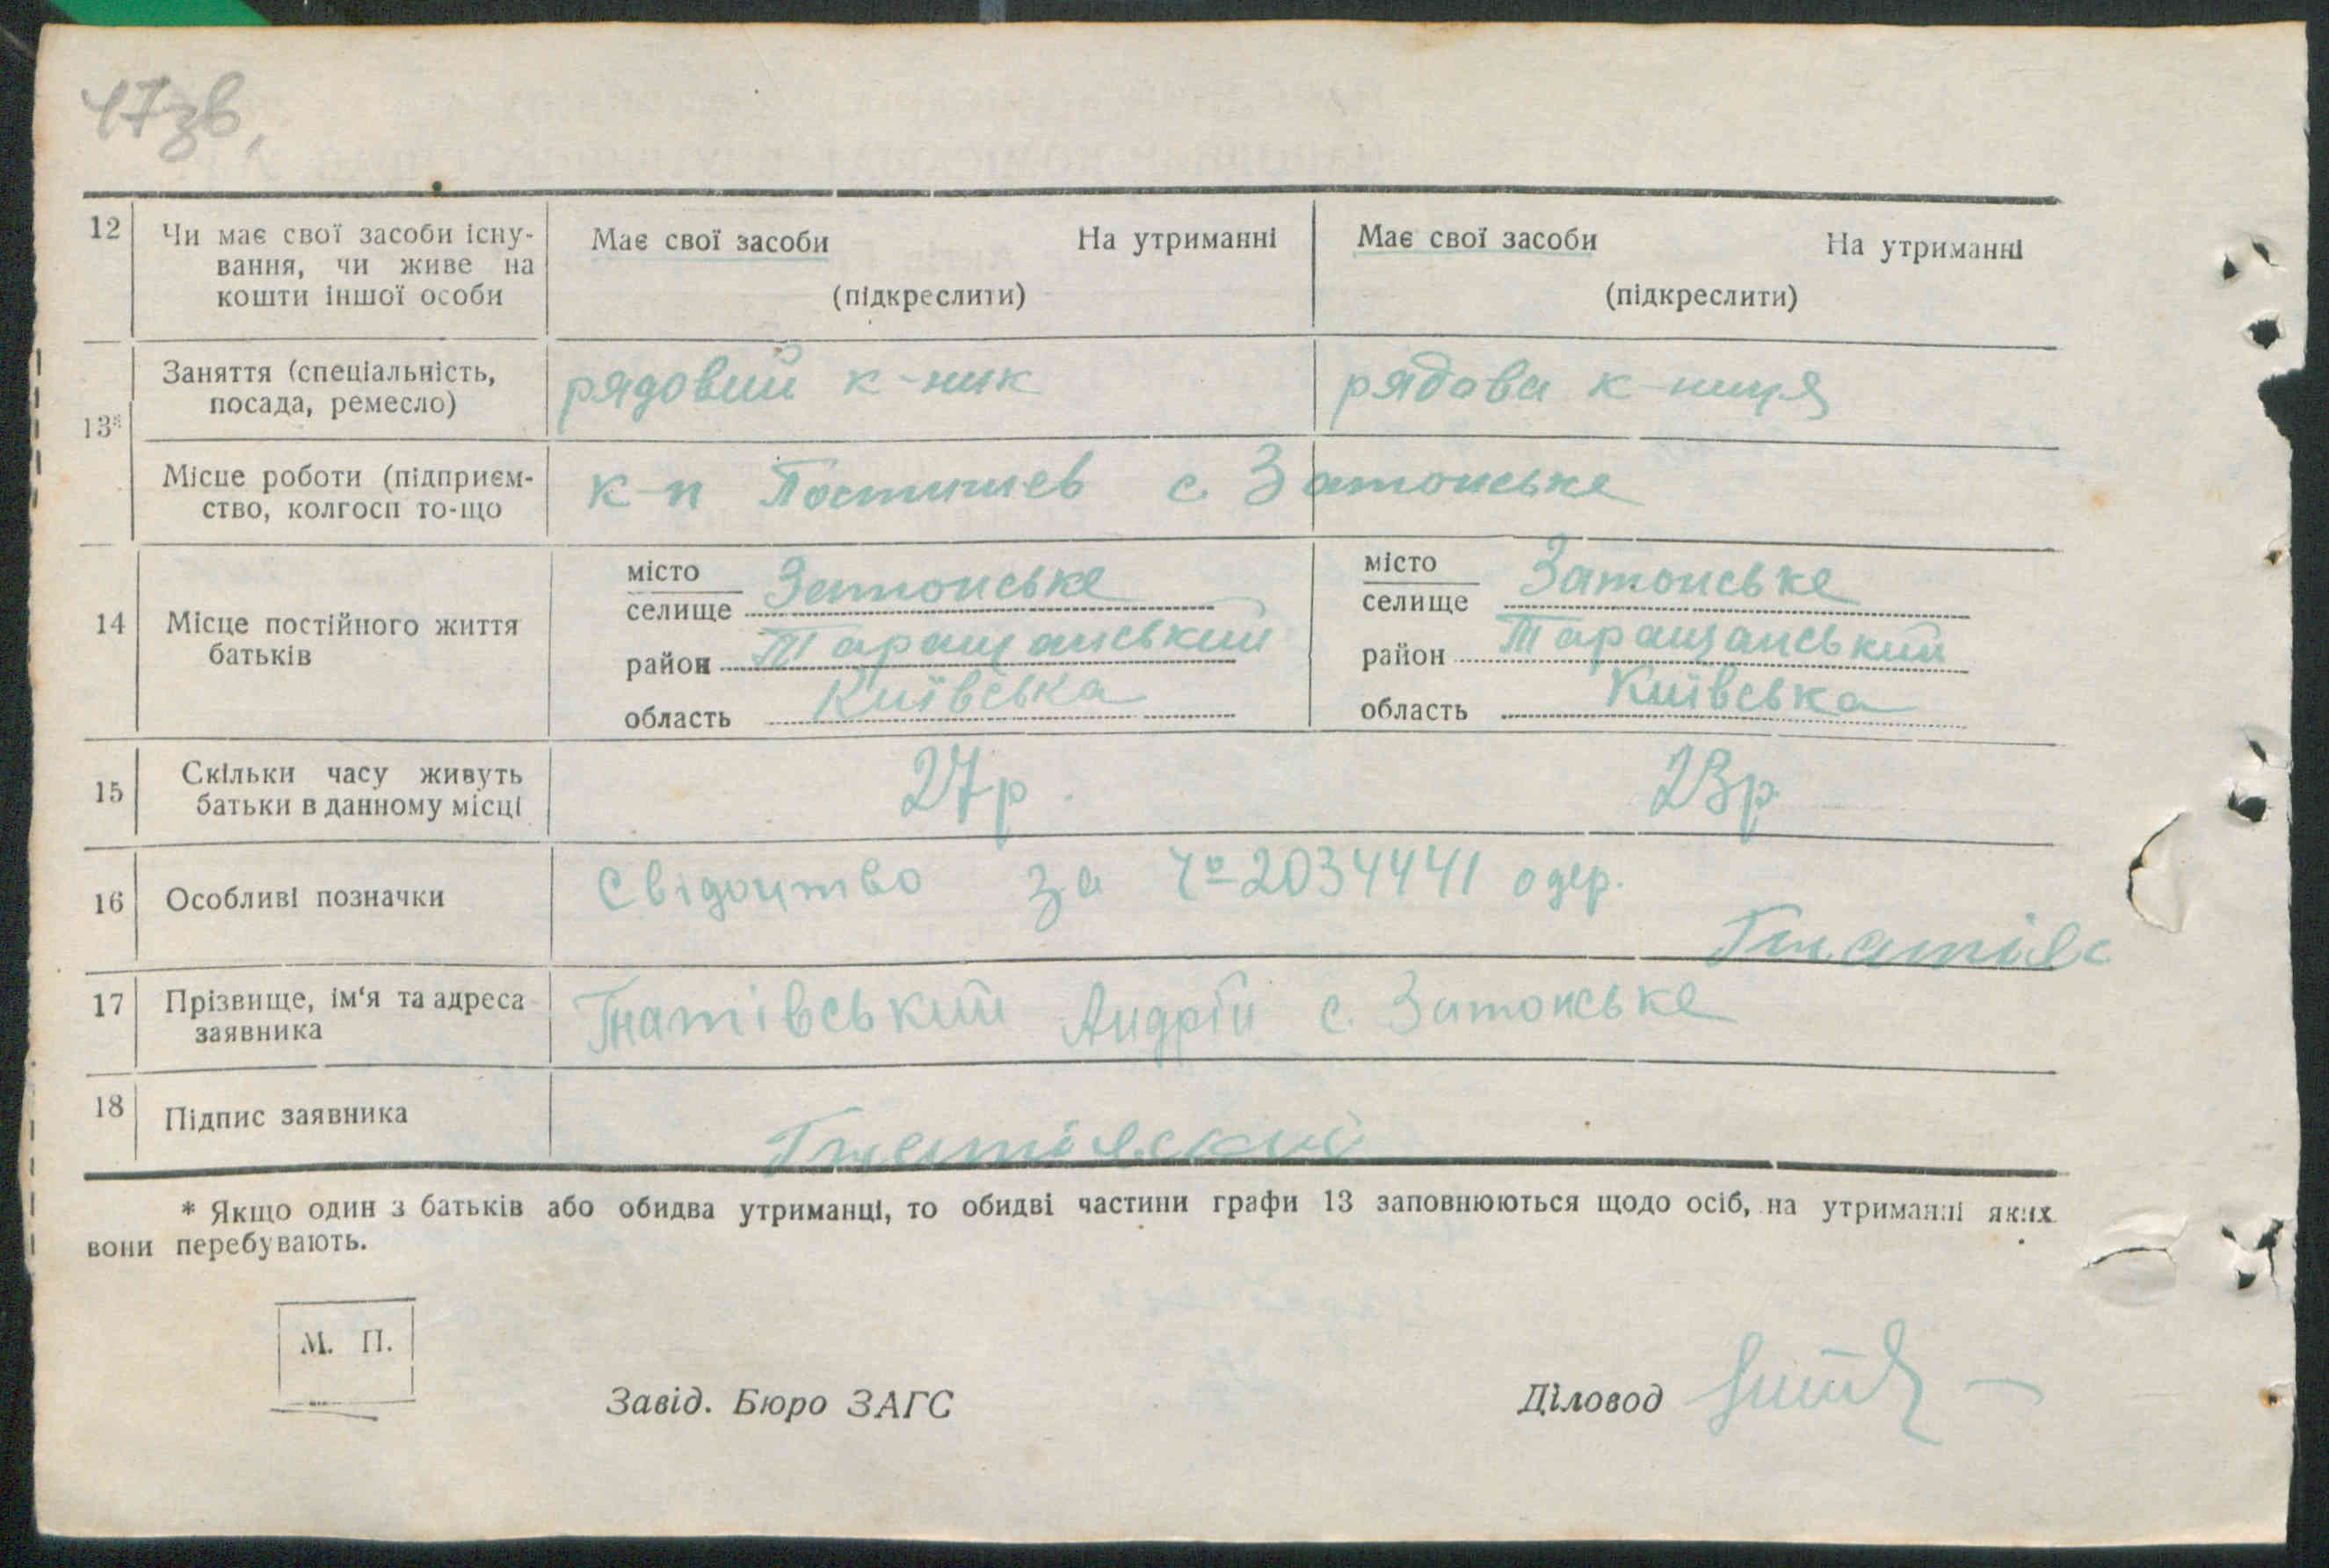 47зв,
12 Чи має свої засоби існу- Має свої засоби На утриманні Має свої засоби На утриманні
вання, чи живе на
кошти іншої особи (підкреслити) (підкреслити)
13* Заняття (спеціальність, рядовий к-ник рядова к-ниця
посада, ремесло)
Місце роботи (підприєм- к-п Постишев с. Затонське
ство, колгосп то-що
14 Місце постійного життя батьків
місто
селище Затонське
район Таращанський
область Київська
місто
селище Затонське
район Таращанський
область Київська
15 Скільки часу живуть 27р. 23р
батьки в данному місці
16 Особливі позначки Свідоцтво за Ч° 2034441 одер.
17 Прізвище, ім'я та адреса Гнатівський Андрій с. Затонське
заявника
18 Підпис заявника
* Якщо один з батьків або обидва утриманці, то обидві частини графи 13 заповнюються щодо осіб, на утриманні яких
вони перебувають.
М. П.
Завід. Бюро ЗАГС Діловод